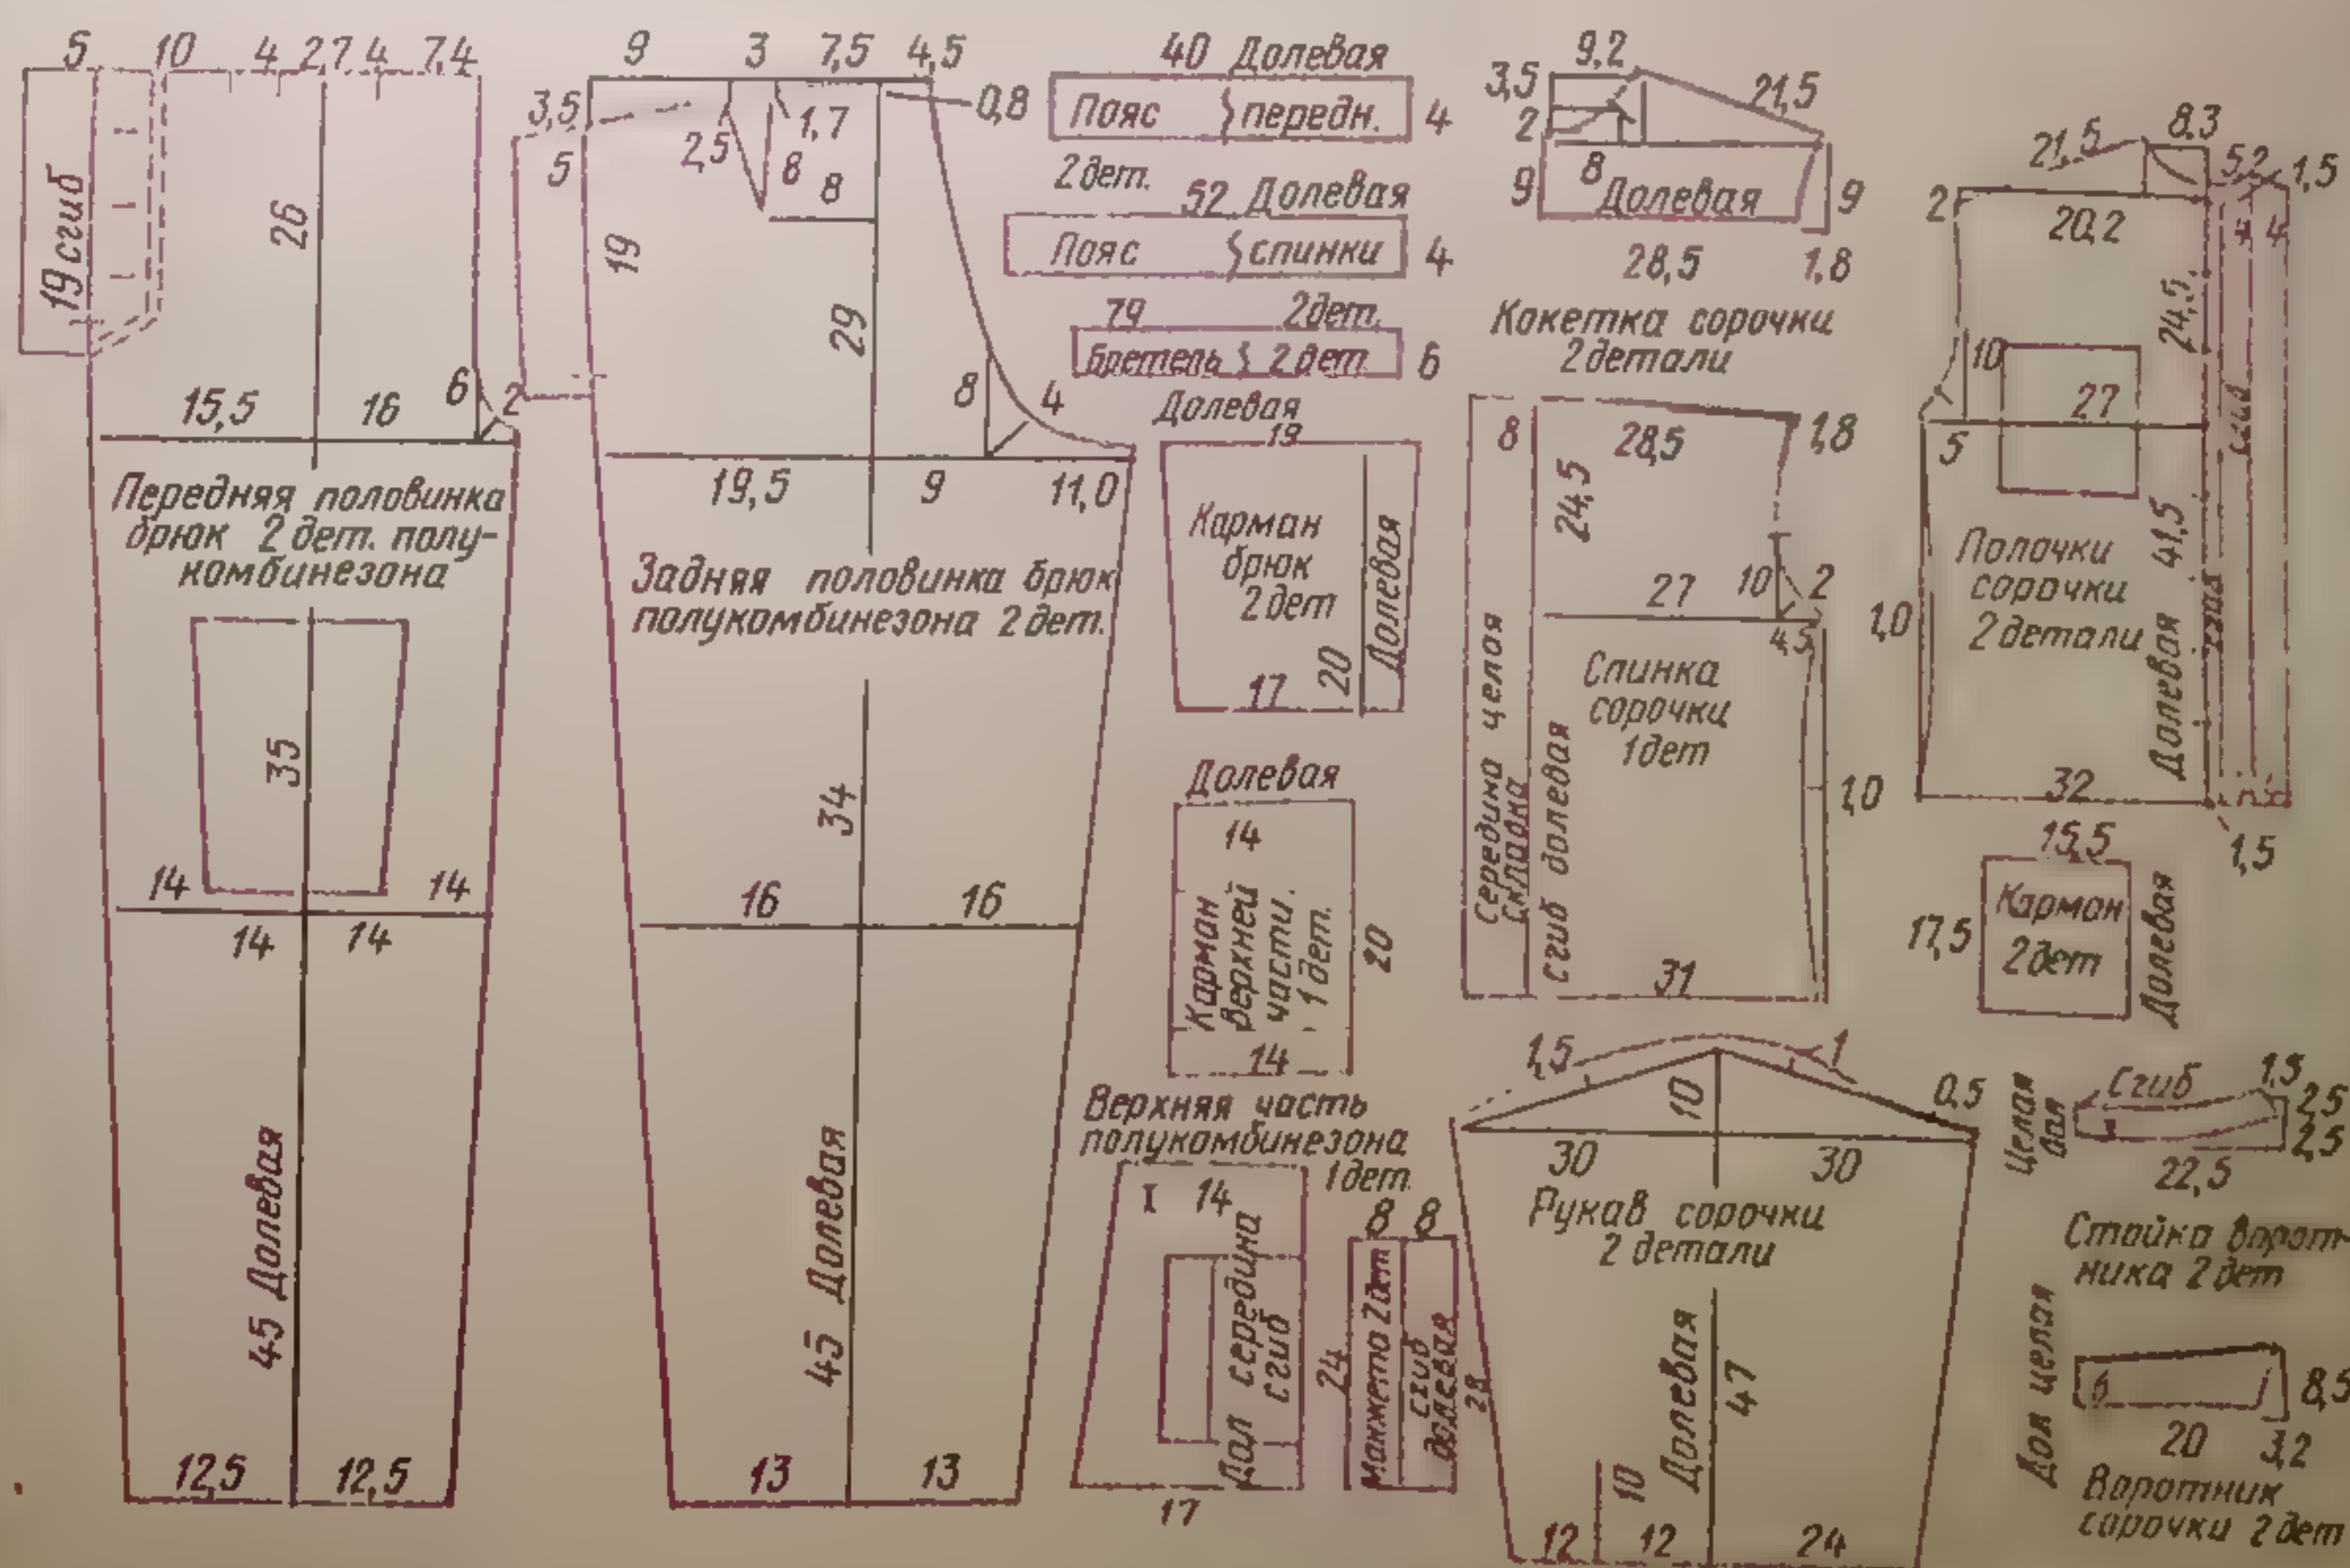 5 10 4 2 7 4 7,4
19 сгиб
26
15,5 16 6 2
Передняя половинка
брюк 2 дет. полу-
комбинезона
35
14 14
14 14
45 Долевая
12,5 12,5
9 3 7,5 4,5
3,5 5 2,5 1,7 0,8
8 8
19
29
8 4
19,5 9 11,0
Задняя половинка брюк
полукомбинезона 2 дет.
34
16 16
45 Долевая
13 13
40 Долевая
Пояс передн. 4
2 дет.
52 Долевая
Пояс спинки 4
79 2 дет.
бретель 2 дет 6
Долевая
19
Карман
брюк
2 дет
20 Долевая
17
Долевая
14
Карман
верхней
части.
1 дет.
20
14
Верхняя часть
полукомбинезона
1 дет.
I 14
Дол середина
сгиб
17
8 8
24 Манжета 2 дет
сгиб
долевая
28
9,2
3,5 21,5
2
9 8 Долевая 9
28,5 1,8
Кокетка сорочки
2 детали
8 28,5 1,8
24,5
27 10 2
4,5
Середина целая
складка
сгиб долевая
Спинка
сорочки
1 дет
1,0
31
1,5 1
10 0,5
30 30
Рукав сорочки
2 детали
Долевая
47
10
12 12 24
21,5 8.3
5,2 1,5
2 20,2 4 4
24,5
10
27
5
сгиб
Полочки
сорочки
2 детали
Долевая 41,5
1,0
32
1,5
15,5
Карман
2 дет
17,5 Долевая
Целая
Сгиб 1,5
2,5
2,5
22,5
Стойка ворот-
ника 2 дет
Дол целая
6 8,5
20 3,2
Воротник
сорочки 2 дет